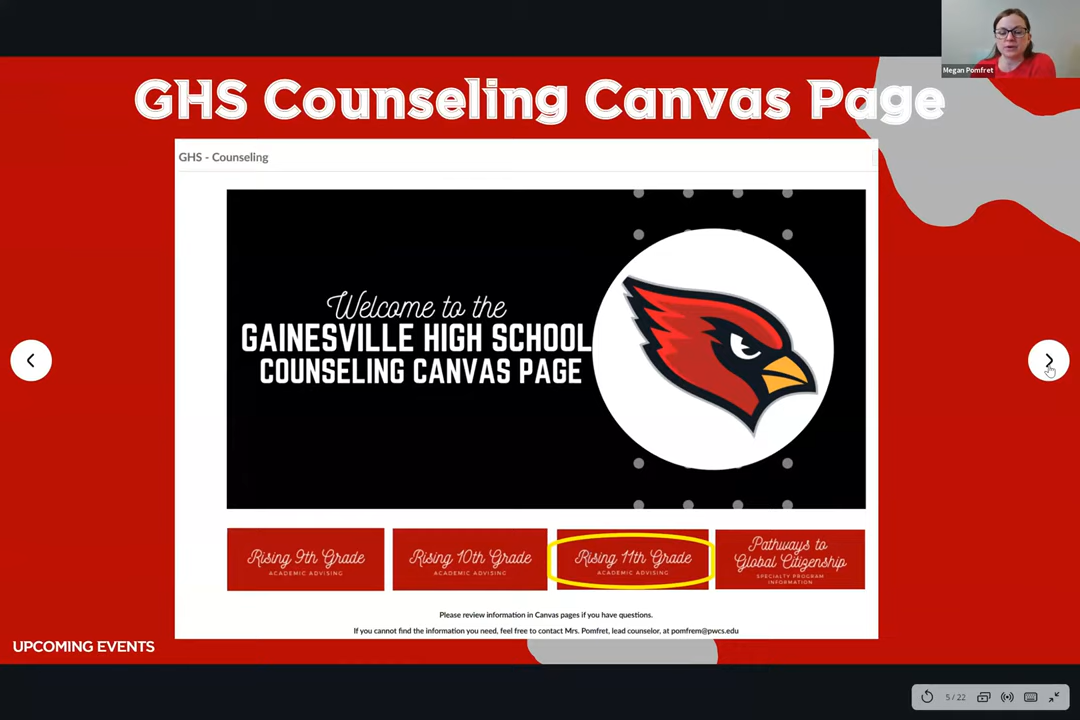 Megan Pomfret
GHS Counseling Canvas Page
GHS - Counseling
Welcome to the
GAINESVILLE HIGH SCHOOL
COUNSELING CANVAS PAGE
Rising 9th Grade
ACADEMIC ADVISING
Rising 10th Grade
ACADEMIC ADVISING
Rising 11th Grade
ACADEMIC ADVISING
Pathways to
Global Citizenship
SPECIALTY PROGRAM
INFORMATION
Please review information in Canvas pages if you have questions.
If you cannot find the information you need, feel free to contact Mrs. Pomfret, lead counselor, at pomfrem@pwcs.edu
UPCOMING EVENTS
5 / 22